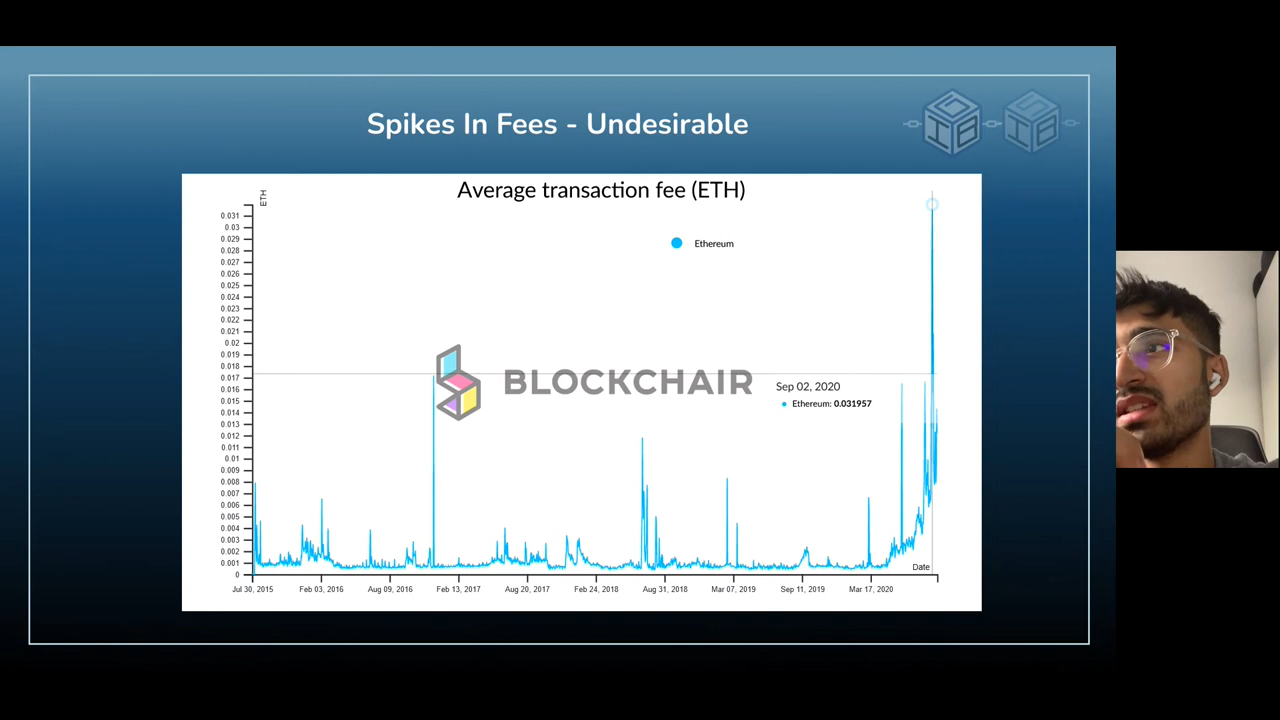 Spikes In Fees - Undesirable
Average transaction fee (ETH)
ETH
Ethereum
0.031
0.03
0.029
0.028
0.027
0.026
0.025
0.024
0.023
0.022
0.021
0.02
0.019
0.018
0.017
0.016
0.015
0.014
0.013
0.012
0.011
0.01
0.009
0.008
0.007
0.006
0.005
0.004
0.003
0.002
0.001
0
BLOCKCHAIR
Sep 02, 2020
Ethereum: 0.031957
Date
Jul 30, 2015
Feb 03, 2016
Aug 09, 2016
Feb 13, 2017
Aug 20, 2017
Feb 24, 2018
Aug 31, 2018
Mar 07, 2019
Sep 11, 2019
Mar 17, 2020